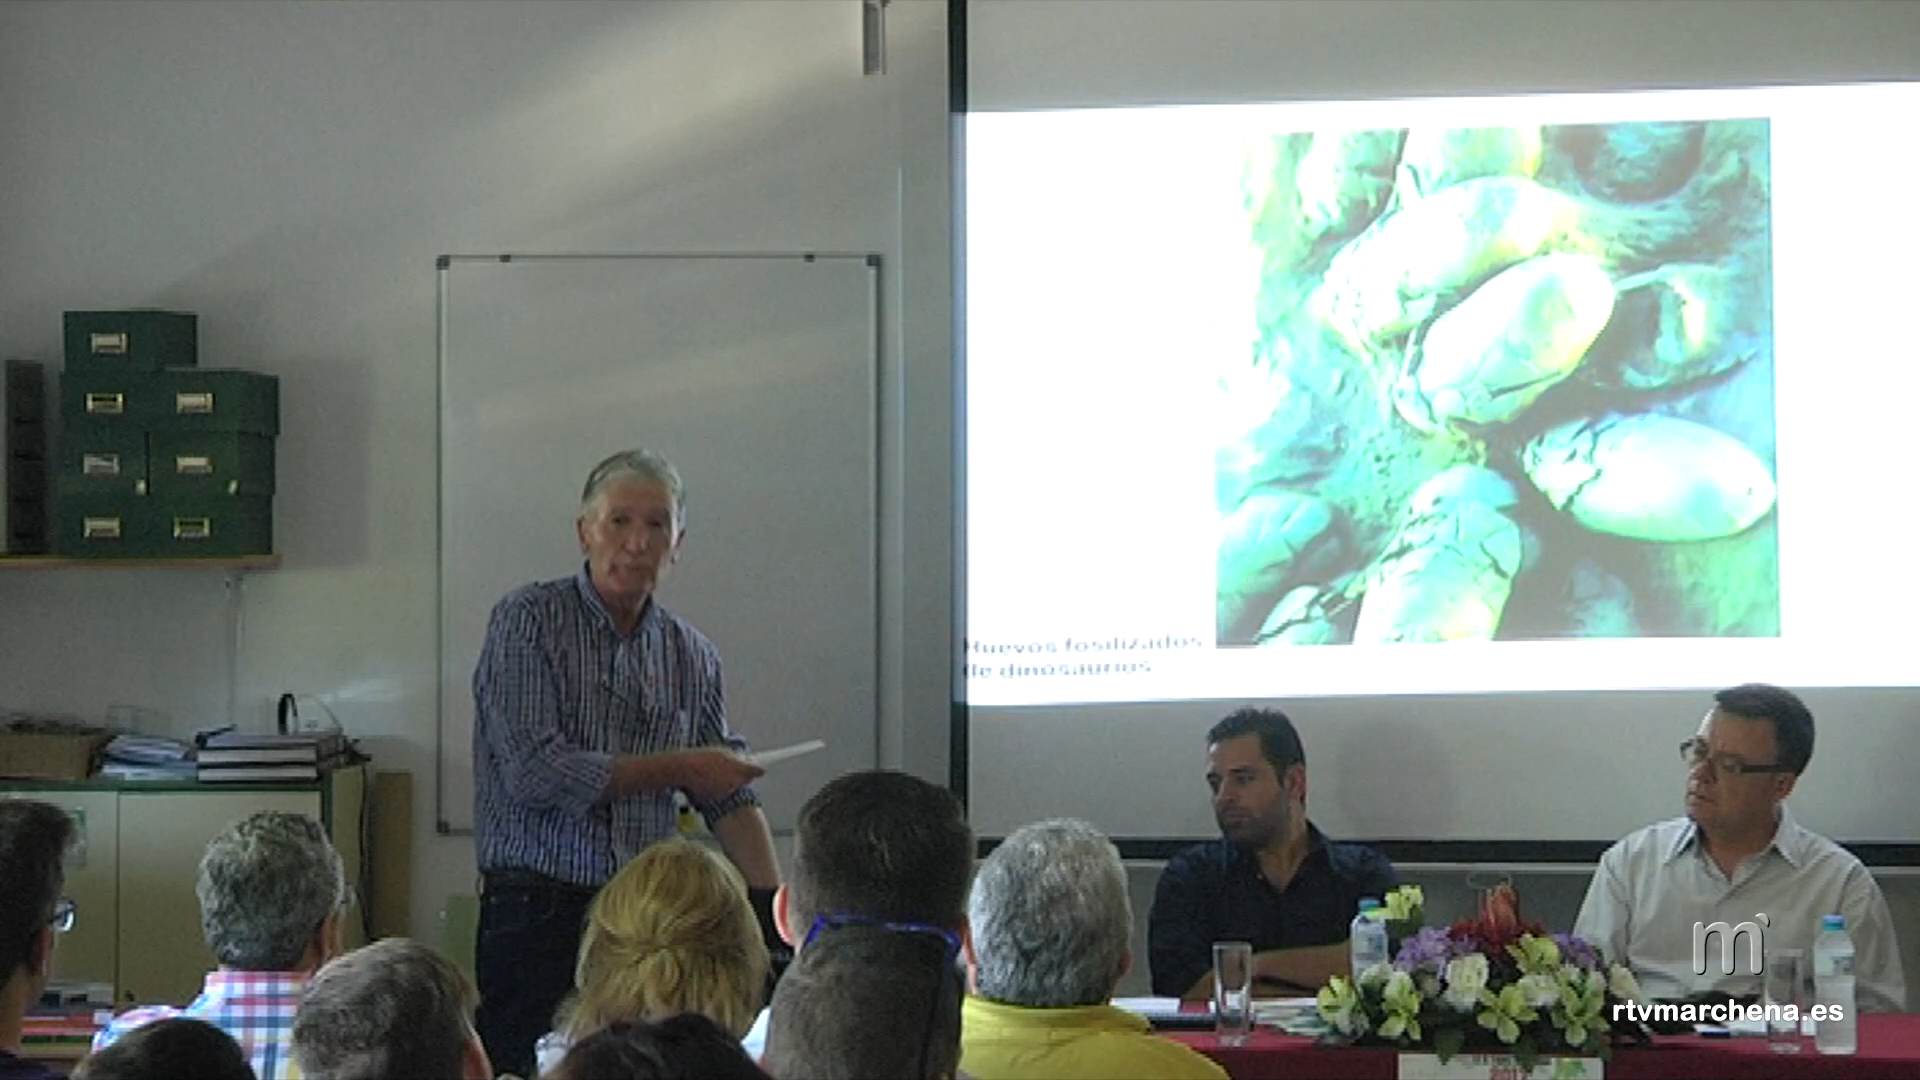 Huevos fosilizados
de dinosaurios
m
rtvmarchena.es